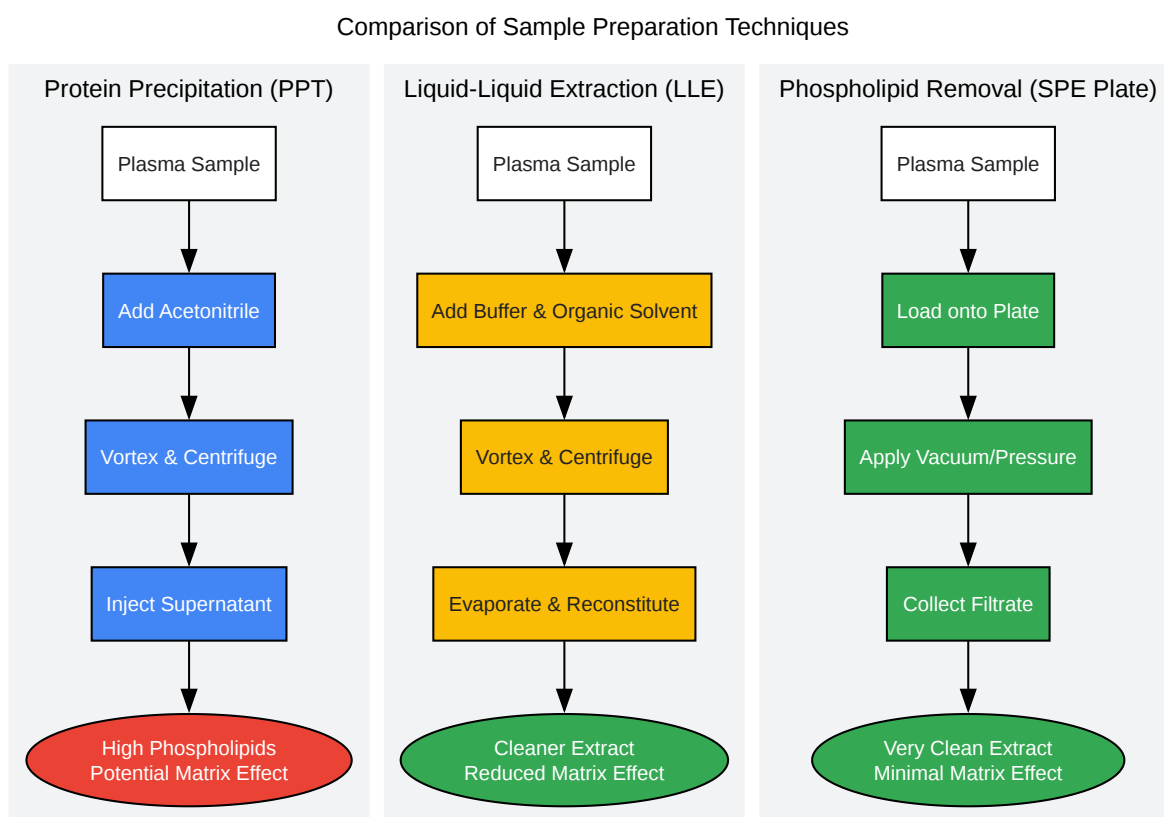 Comparison of Sample Preparation Techniques
Protein Precipitation (PPT)
Plasma Sample
Add Acetonitrile
Vortex & Centrifuge
Inject Supernatant
High Phospholipids
Potential Matrix Effect
Liquid-Liquid Extraction (LLE)
Plasma Sample
Add Buffer & Organic Solvent
Vortex & Centrifuge
Evaporate & Reconstitute
Cleaner Extract
Reduced Matrix Effect
Phospholipid Removal (SPE Plate)
Plasma Sample
Load onto Plate
Apply Vacuum/Pressure
Collect Filtrate
Very Clean Extract
Minimal Matrix Effect